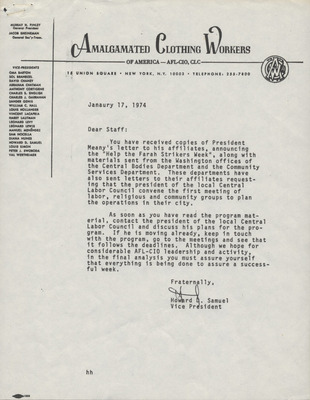 MURRAY H. FINLEY
General President
JACOB SHEINKMAN
General Sec'y-Treas.
AMALGAMATED CLOTHING WORKERS
OF AMERICA — AFL-CIO, CLC
15 UNION SQUARE • NEW YORK, N.Y. 10003 • TELEPHONE: 255-7800
VICE-PRESIDENTS
January 17, 1974
Dear Staff:
You have received copies of President
Meany's letter to his affiliates, announcing
the "Help the Farah Strikers Week", along with
materials sent from the Washington offices of
the Central Bodies Department and the Community
Services Department. These departments have
also sent letters to their affiliates request-
ing that the president of the local Central
Labor Council convene the first meeting of
labor, religious and community groups to plan
the operations in their city.
As soon as you have read the program mat-
erial, contact the president of the local Central
Labor Council and discuss his plans for the pro-
gram. If he is moving already, keep in touch
with the program, go to the meetings and see that
it follows the deadlines. Although we hope for
considerable AFL-CIO leadership and activity,
in the final analysis you must assure yourself
that everything is being done to assure a success-
ful week.
Fraternally,
Howard D. Samuel
Vice President
hh